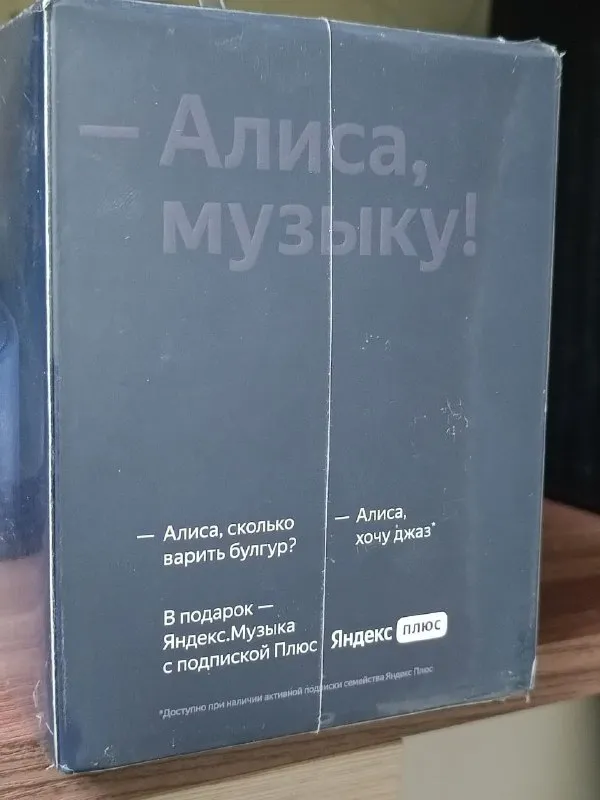 — Алиса,
музыку!
— Алиса, сколько
варить булгур?
— Алиса,
хочу джаз*
В подарок —
Яндекс.Музыка
с подпиской Плюс
Яндекс плюс
*Доступно при наличии активной подписки семейства Яндекс Плюс